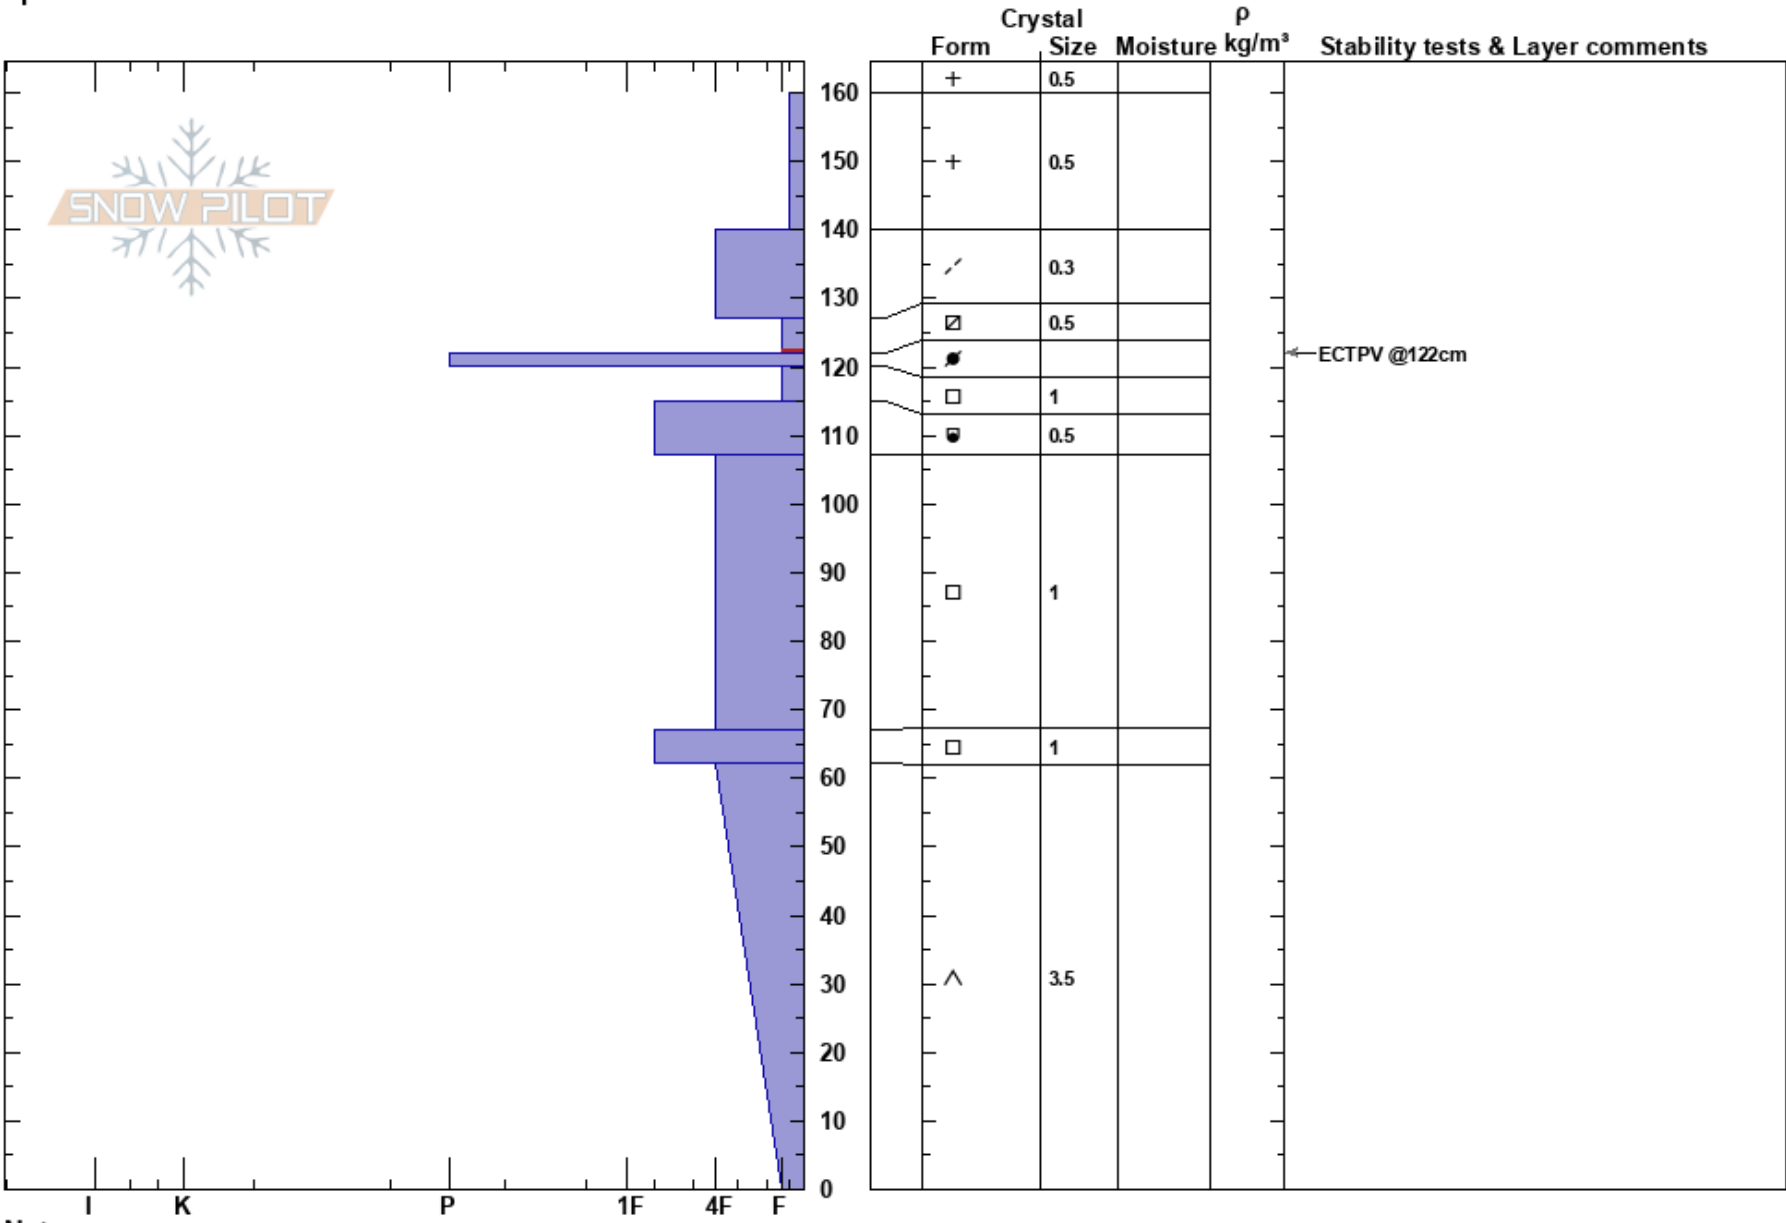 Crystal ρ
Form Size Moisture kg/m³ Stability tests & Layer comments
SNOW PILOT
160 + 0.5
150 + 0.5
140
0.3
130
0.5
ECTPV @122cm
120
1
110 0.5
100
90
1
80
70
1
60
50
40
30 3.5
20
10
0
I K P 1F 4F F